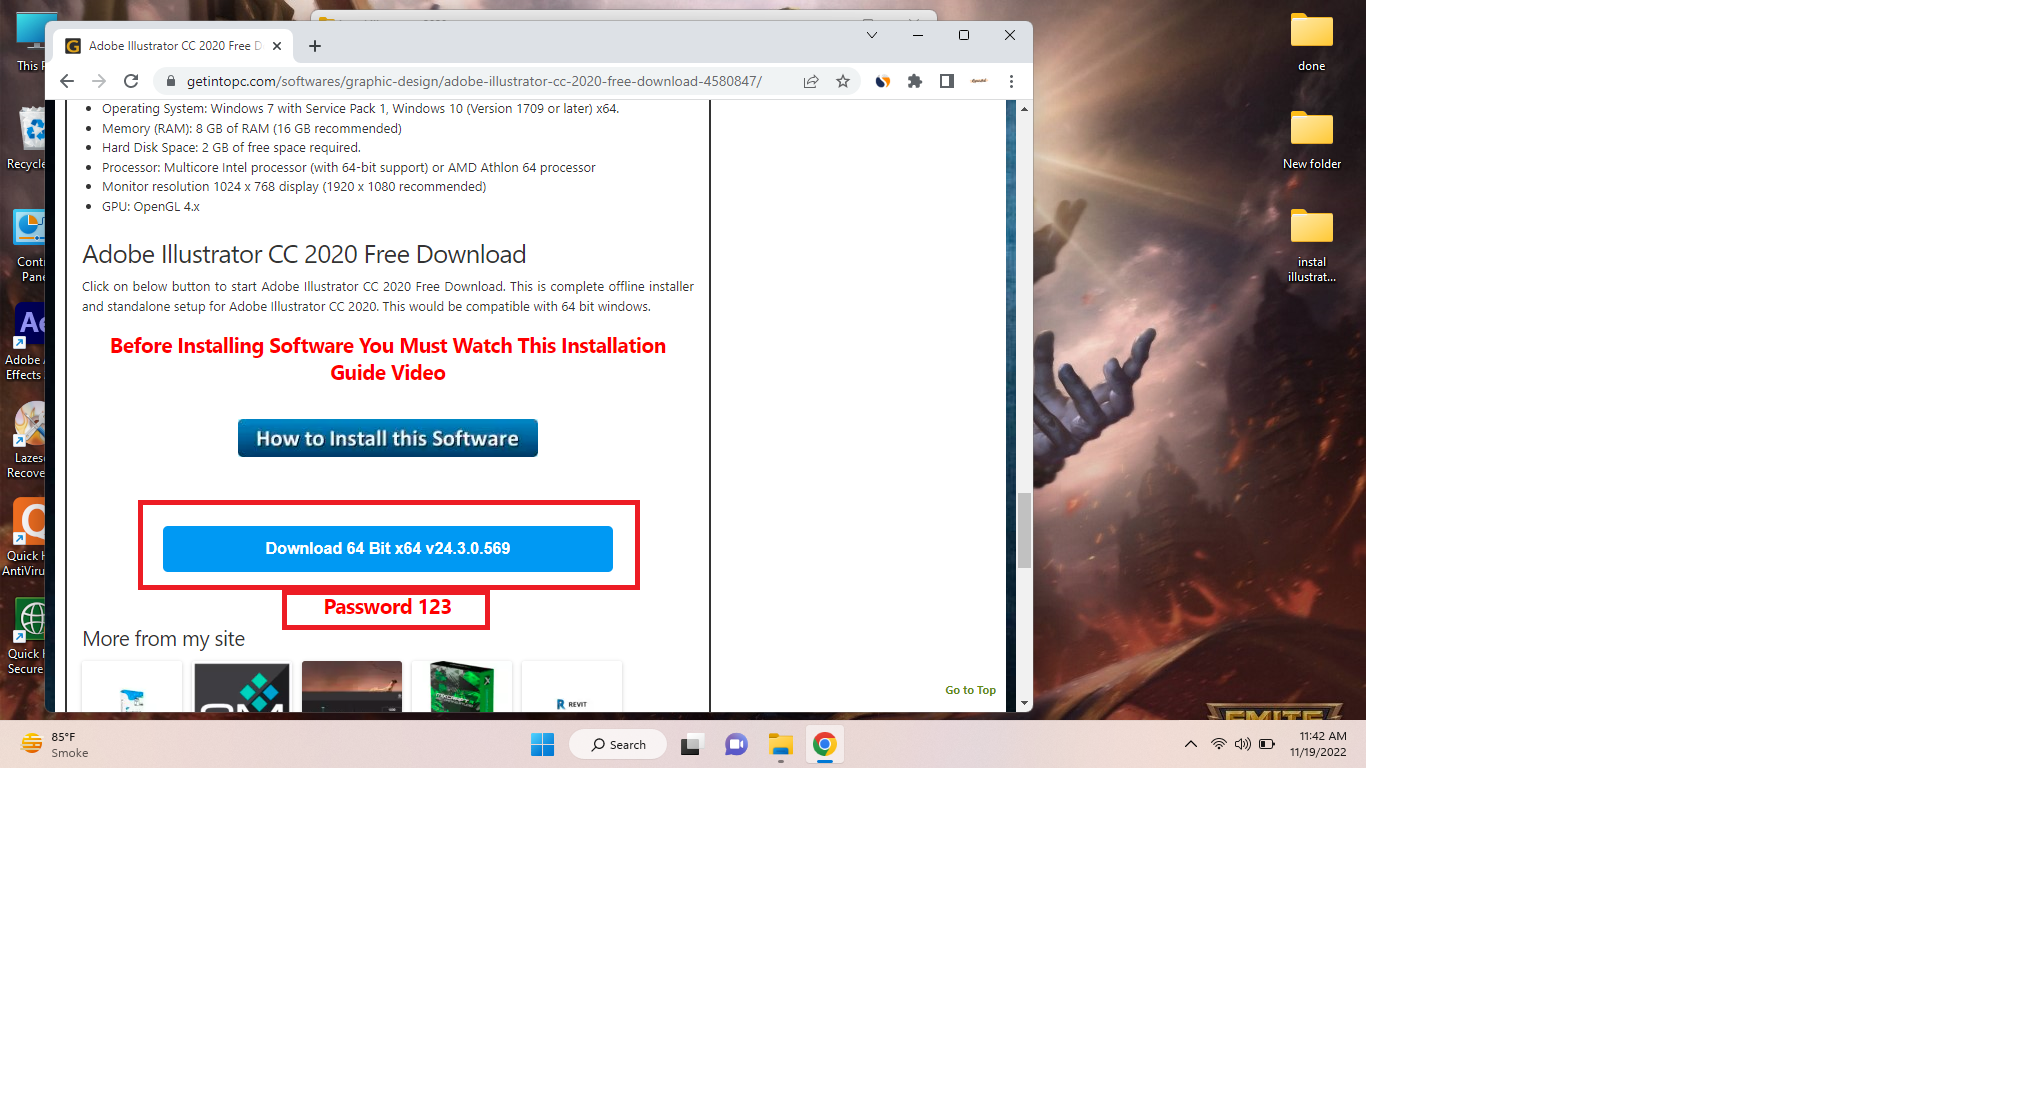 This
Recycle
Cont
Pane
Ae
Adobe
Effects
Lazes
Recove
Quick H
AntiViru
Quick H
Secure
Adobe Illustrator CC 2020 Free D
getintopc.com/softwares/graphic-design/adobe-illustrator-cc-2020-free-download-4580847/
Operating System: Windows 7 with Service Pack 1, Windows 10 (Version 1709 or later) x64.
Memory (RAM): 8 GB of RAM (16 GB recommended)
Hard Disk Space: 2 GB of free space required.
Processor: Multicore Intel processor (with 64-bit support) or AMD Athlon 64 processor
Monitor resolution 1024 x 768 display (1920 x 1080 recommended)
GPU: OpenGL 4.x
Adobe Illustrator CC 2020 Free Download
Click on below button to start Adobe Illustrator CC 2020 Free Download. This is complete offline installer
and standalone setup for Adobe Illustrator CC 2020. This would be compatible with 64 bit windows.
Before Installing Software You Must Watch This Installation
Guide Video
How to Install this Software
Download 64 Bit x64 v24.3.0.569
Password 123
More from my site
REVIT
Go to Top
done
New folder
instal
illustrat...
85°F
Smoke
Search
11:42 AM
11/19/2022